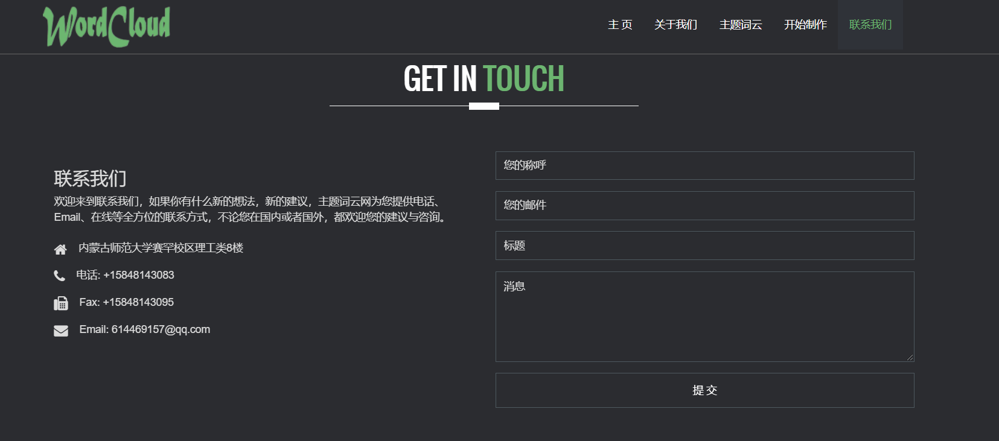 WordCloud
主 页
关于我们
主题词云
开始制作
联系我们
GET IN TOUCH
联系我们
欢迎来到联系我们，如果你有什么新的想法，新的建议，主题词云网为您提供电话、
Email、在线等全方位的联系方式，不论您在国内或者国外，都欢迎您的建议与咨询。
内蒙古师范大学赛罕校区理工类8楼
电话: +15848143083
Fax: +15848143095
Email: 614469157@qq.com
您的称呼
您的邮件
标题
消息
提 交